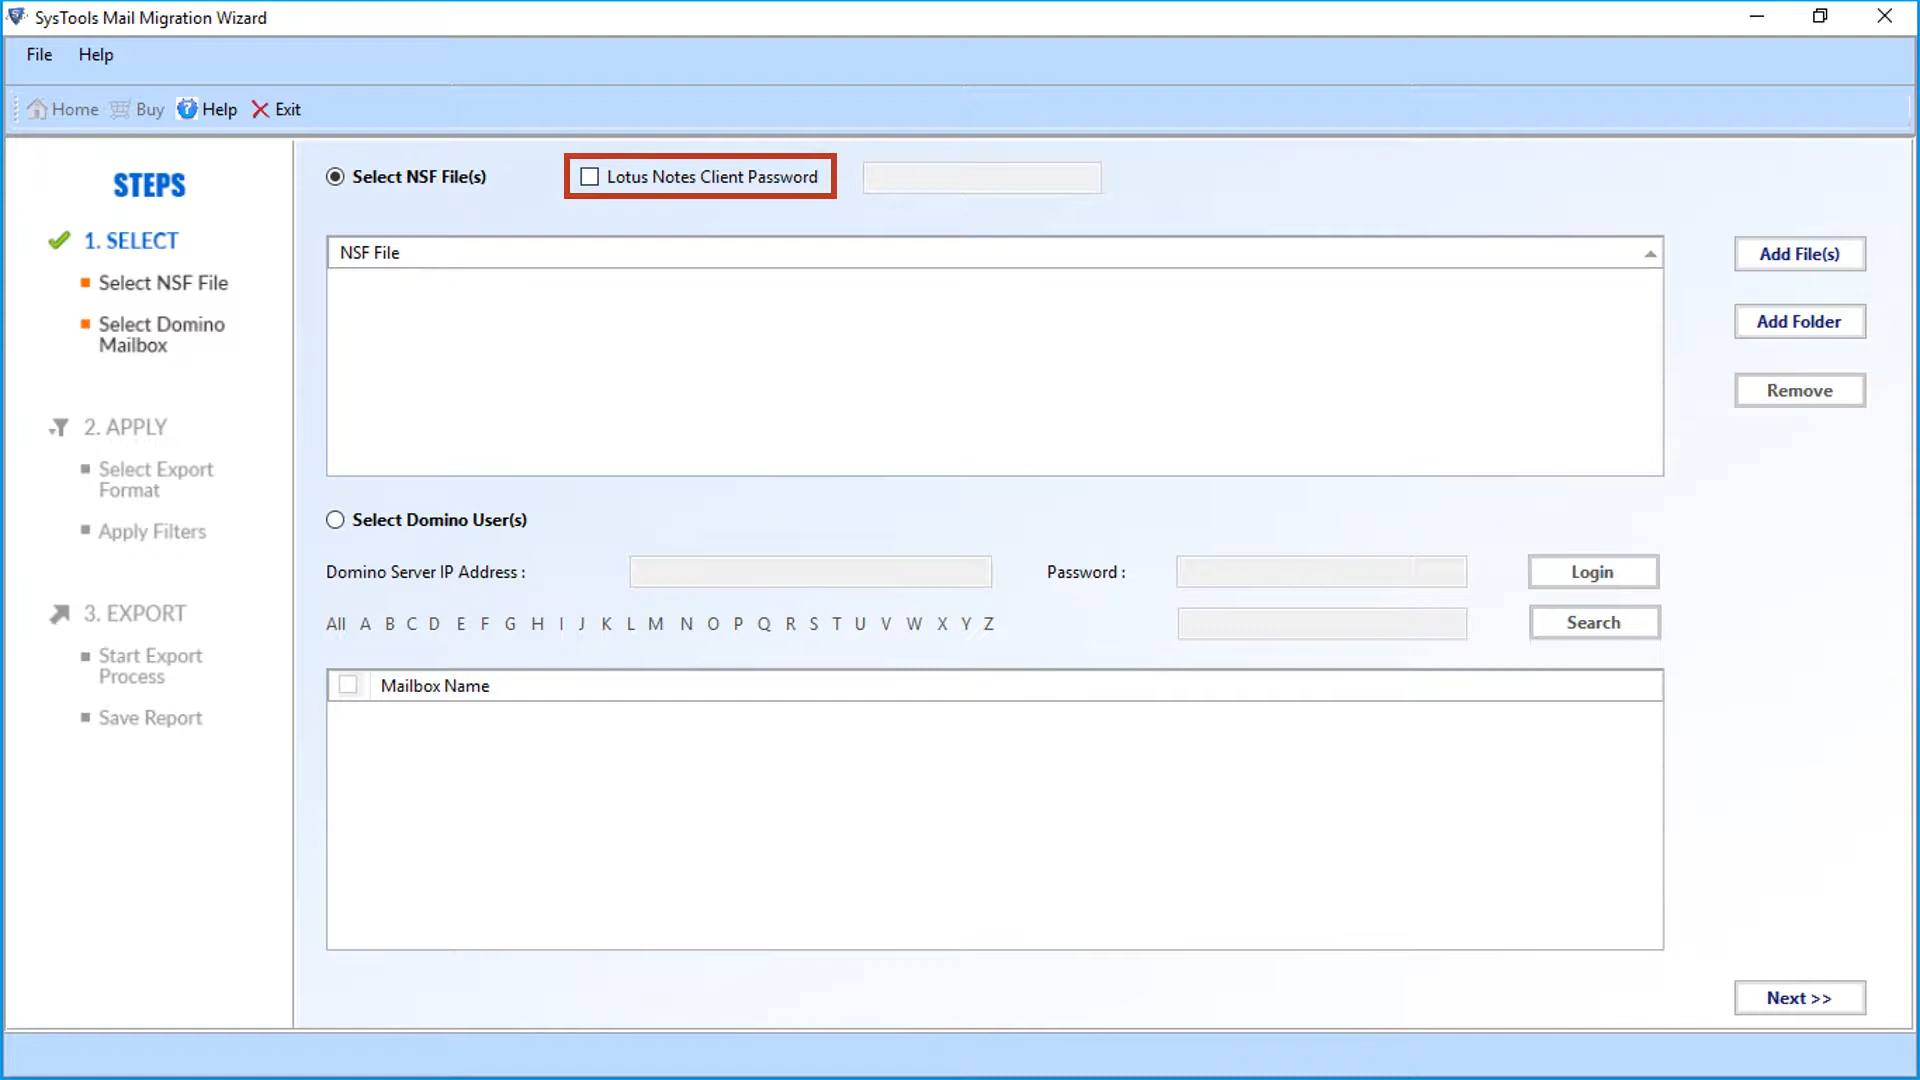 SysTools Mail Migration Wizard
File Help
Home Buy Help Exit
STEPS
1. SELECT
Select NSF File
Select Domino
Mailbox
2. APPLY
Select Export
Format
Apply Filters
3. EXPORT
Start Export
Process
Save Report
Select NSF File(s) Lotus Notes Client Password
NSF File
Add File(s)
Add Folder
Remove
Select Domino User(s)
Domino Server IP Address : Password : Login
All A B C D E F G H I J K L M N O P Q R S T U V W X Y Z Search
Mailbox Name
Next >>